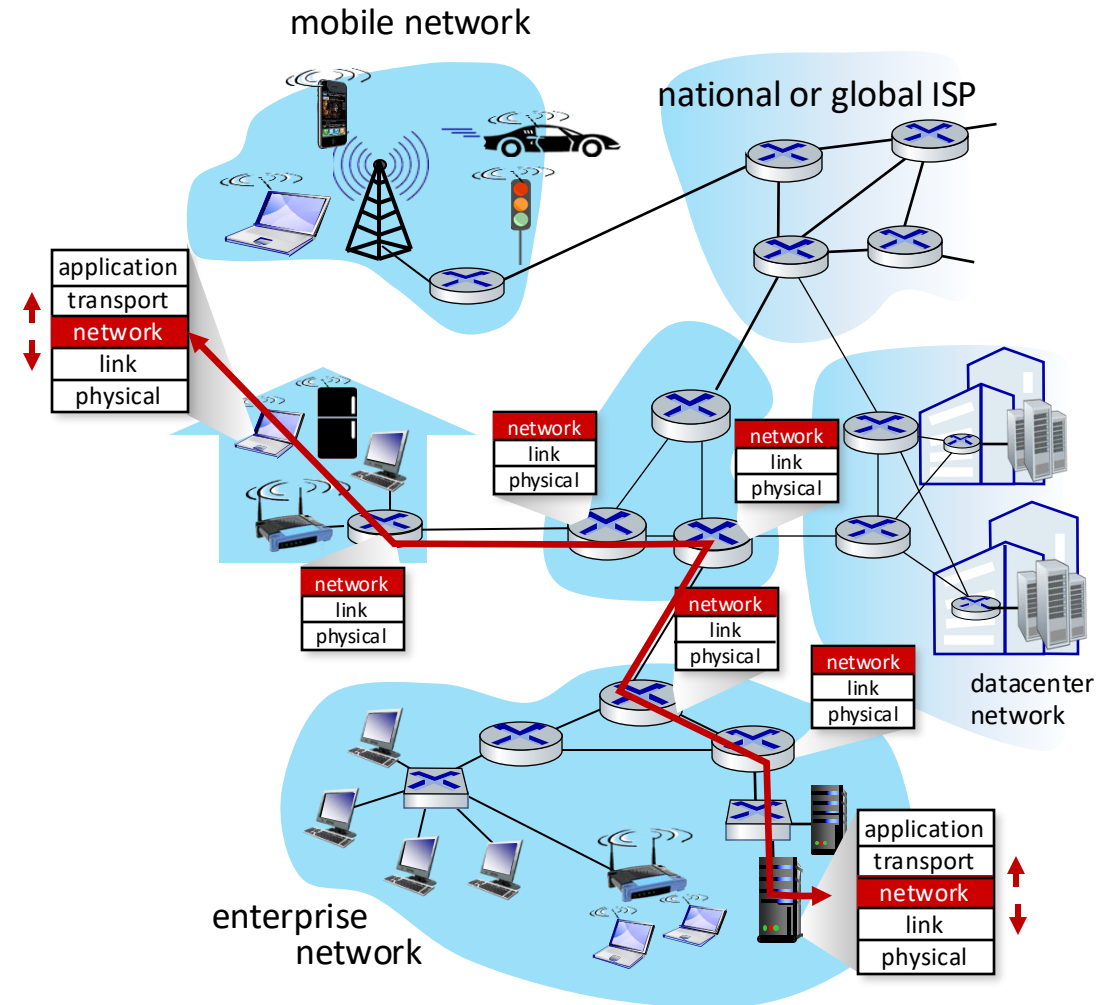 mobile network
national or global ISP
application
transport
network
link
physical
network
link
physical
network
link
physical
network
link
physical
network
link
physical
network
link
physical
datacenter
network
application
transport
network
link
physical
enterprise
network